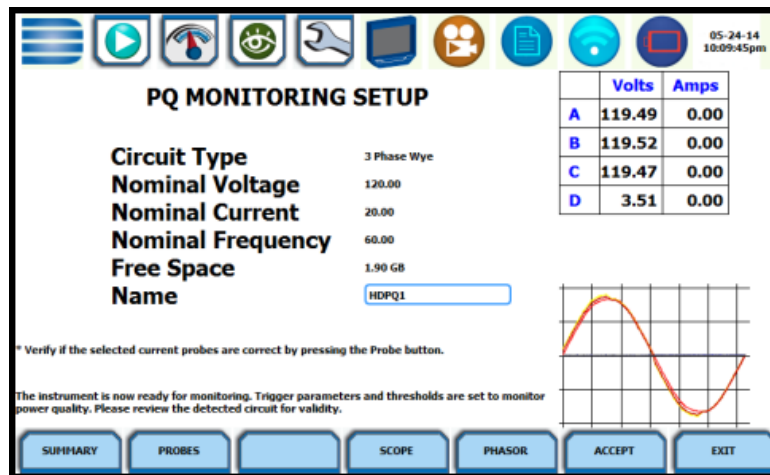 05-24-14
10:09:45pm
PQ MONITORING SETUP
Circuit Type 3 Phase Wye
Nominal Voltage 120.00
Nominal Current 20.00
Nominal Frequency 60.00
Free Space 1.90 GB
Name HDPQ1
Volts Amps
A 119.49 0.00
B 119.52 0.00
C 119.47 0.00
D 3.51 0.00
* Verify if the selected current probes are correct by pressing the Probe button.
The instrument is now ready for monitoring. Trigger parameters and thresholds are set to monitor
power quality. Please review the detected circuit for validity.
SUMMARY PROBES SCOPE PHASOR ACCEPT EXIT